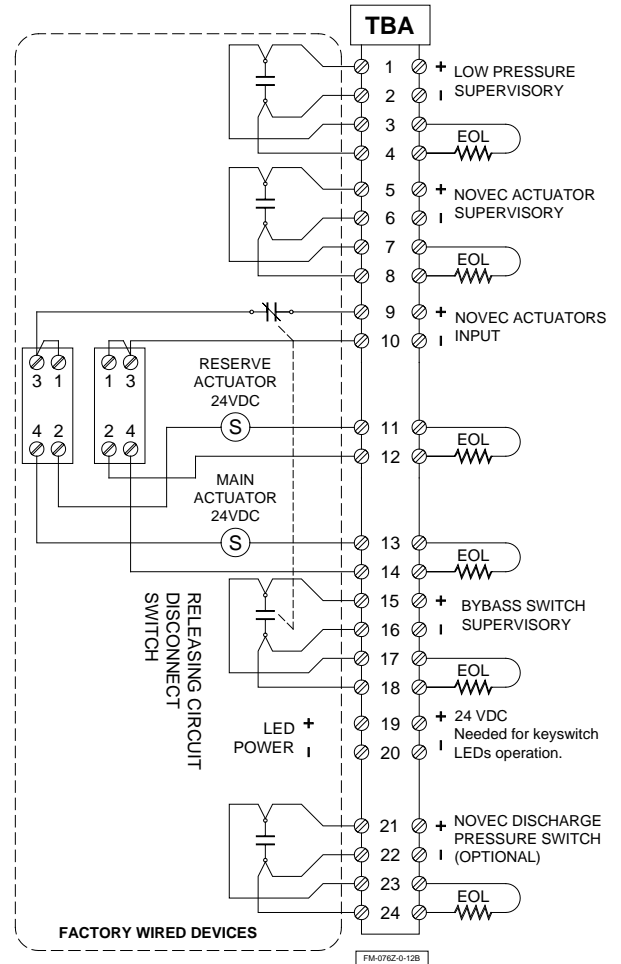 TBA
1 + LOW PRESSURE
2 - SUPERVISORY
3
EOL
4
5 + NOVEC ACTUATOR
6 - SUPERVISORY
7
EOL
8
9 + NOVEC ACTUATORS
10 - INPUT
3 1 1 3
RESERVE
ACTUATOR
24VDC
4 2 2 4
S
11
EOL
12
MAIN
ACTUATOR
24VDC
S
13
EOL
14
RELEASING CIRCUIT
DISCONNECT
SWITCH
15 + BYBASS SWITCH
16 - SUPERVISORY
17
EOL
18
LED + 19 + 24 VDC
Needed for keyswitch
POWER - 20 - LEDs operation.
21 + NOVEC DISCHARGE
PRESSURE SWITCH
22 - (OPTIONAL)
23
EOL
24
FACTORY WIRED DEVICES
FM-076Z-0-12B